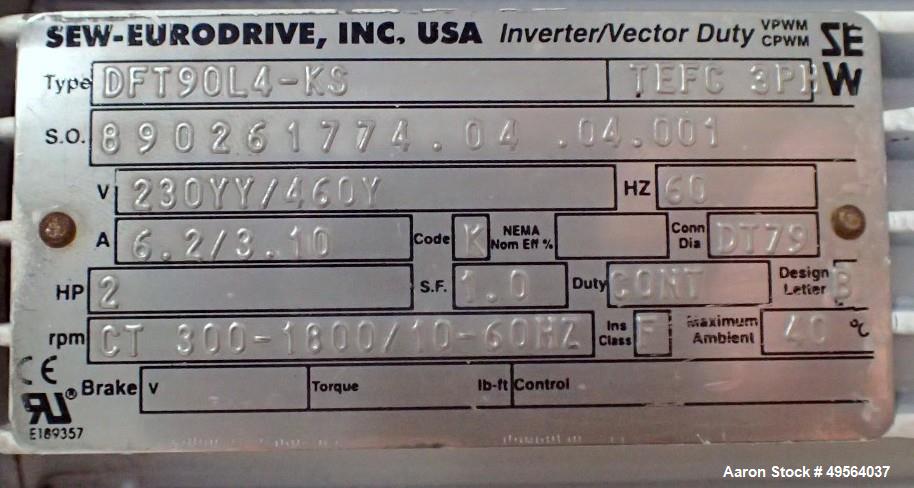 SEW-EURODRIVE, INC. USA Inverter/Vector Duty VPWM CPWM SEW
Type DFT90L4-KS TEFC 3PH
S.O. 890261774.04 .04.001
V 230YY/460Y HZ 60
A 6.2/3.10 Code K NEMA Nom Eff % Conn Dia DT79
HP 2 S.F. 1.0 Duty CONT Design Letter B
rpm CT 300-1800/10-60HZ Ins Class F Maximum Ambient 40 °C
CE Brake V Torque lb-ft Control
RU ®
E189357
Aaron Stock # 49564037